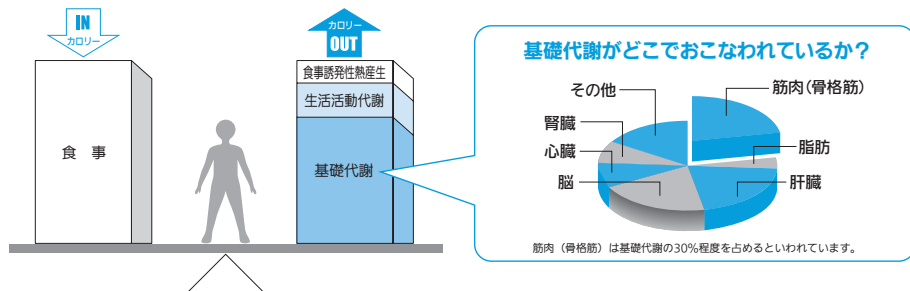 IN
カロリー
食 事
カロリー
OUT
食事誘発性熱産生
生活活動代謝
基礎代謝
基礎代謝がどこでおこなわれているか？
その他
筋肉（骨格筋）
腎臓
心臓
脂肪
脳
肝臓
筋肉（骨格筋）は基礎代謝の30%程度を占めるといわれています。